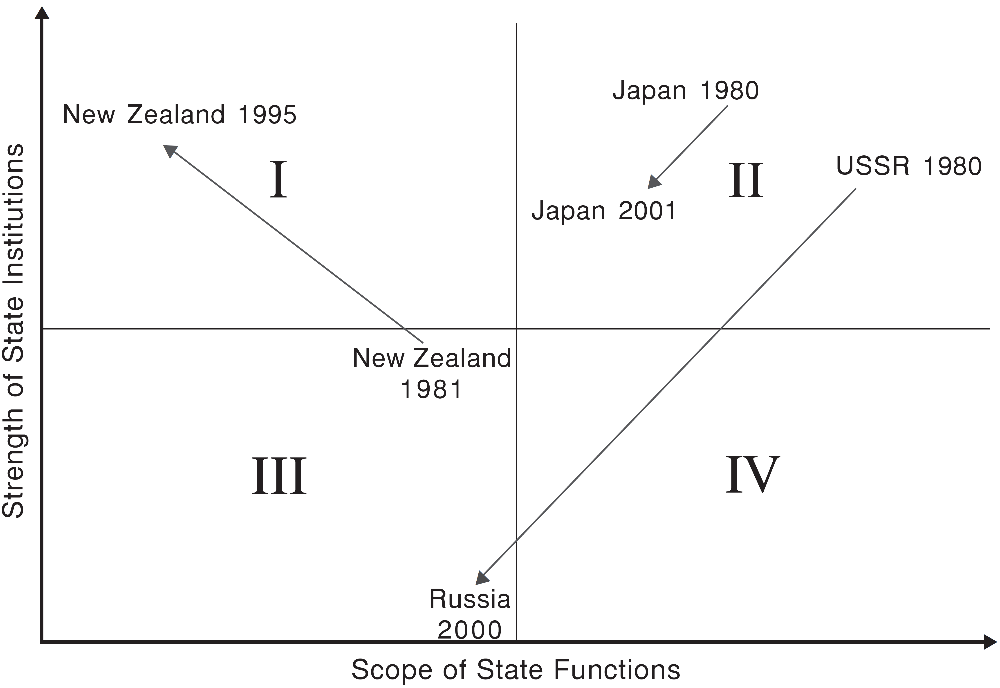 Strength of State Institutions
New Zealand 1995
Japan 1980
I
II
USSR 1980
Japan 2001
New Zealand
1981
III
IV
Russia
2000
Scope of State Functions